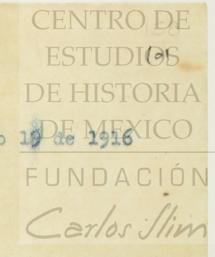 CENTRO DE
ESTUDIOS
DE HISTORIA
DE MEXICO
o 19 de 1916
FUNDACIÓN
Carlos Slim